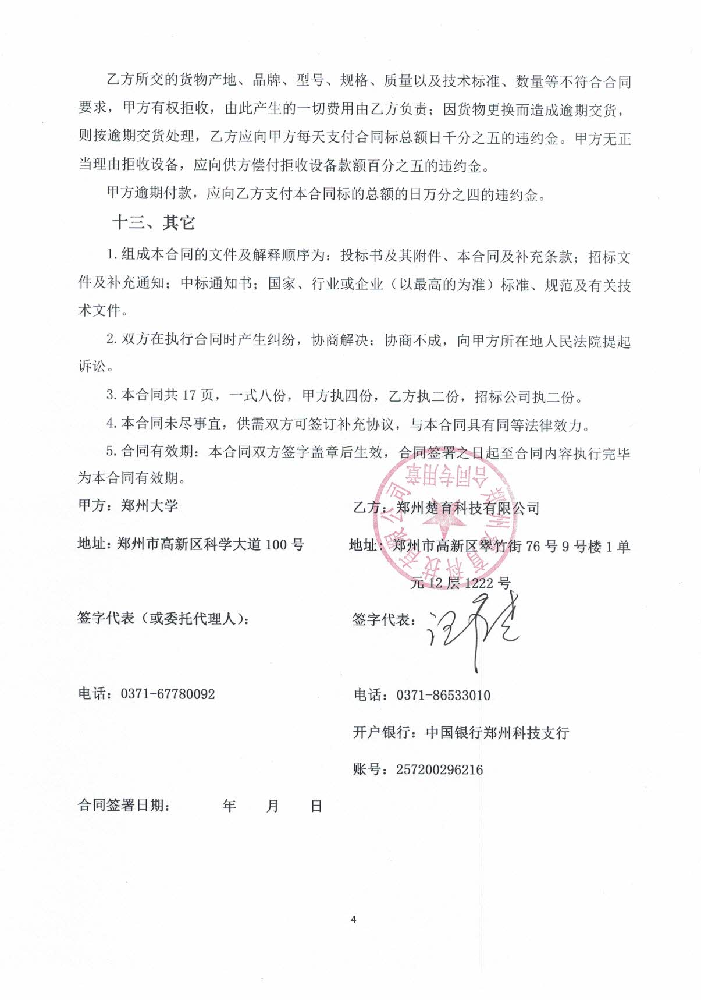 乙方所交的货物产地、品牌、型号、规格、质量以及技术标准、数量等不符合合同
要求，甲方有权拒收，由此产生的一切费用由乙方负责；因货物更换而造成逾期交货，
则按逾期交货处理，乙方应向甲方每天支付合同标总额日千分之五的违约金。甲方无正
当理由拒收设备，应向供方偿付拒收设备款额百分之五的违约金。
甲方逾期付款，应向乙方支付本合同标的总额的日万分之四的违约金。
十三、其它
1.组成本合同的文件及解释顺序为：投标书及其附件、本合同及补充条款；招标文
件及补充通知；中标通知书；国家、行业或企业（以最高的为准）标准、规范及有关技
术文件。
2.双方在执行合同时产生纠纷，协商解决；协商不成，向甲方所在地人民法院提起
诉讼。
3.本合同共17页，一式八份，甲方执四份，乙方执二份，招标公司执二份。
4.本合同未尽事宜，供需双方可签订补充协议，与本合同具有同等法律效力。
5.合同有效期：本合同双方签字盖章后生效，合同签署之日起至合同内容执行完毕
为本合同有效期。
甲方：郑州大学
乙方：郑州楚育科技有限公司
郑州楚育科技有限公司
合同专用章
地址：郑州市高新区科学大道100号
地址：郑州市高新区翠竹街76号9号楼1单
元12层1222号
签字代表（或委托代理人）：
签字代表：
电话：0371-67780092
电话：0371-86533010
开户银行：中国银行郑州科技支行
账号：257200296216
合同签署日期： 年 月 日
4